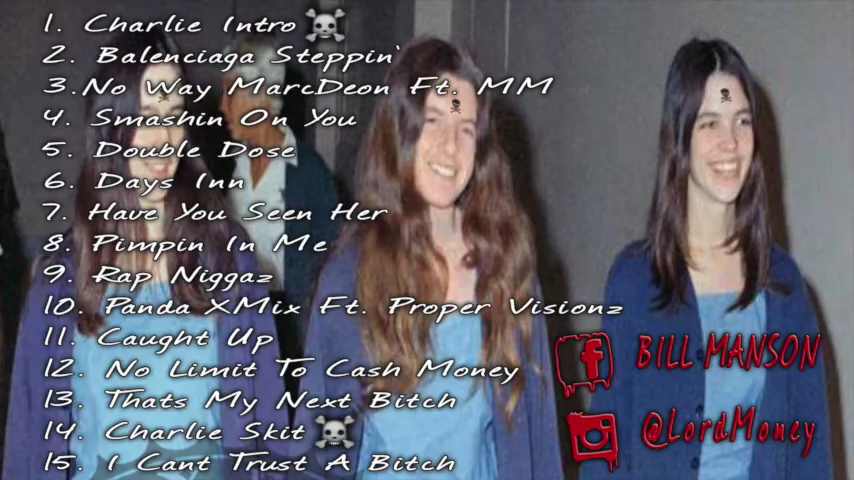 1. Charlie Intro
2. Balenciaga Steppin'
3.No Way MarcDeon Ft. MM
4. Smashin On You
5. Double Dose
6. Days Inn
7. Have You Seen Her
8. Pimpin In Me
9. Rap Niggaz
10. Panda XMix Ft. Proper Visionz
11. Caught Up
12. No Limit To Cash Money
13. Thats My Next Bitch
14. Charlie Skit
15. I Cant Trust A Bitch
f BILL MANSON
@LordMoney